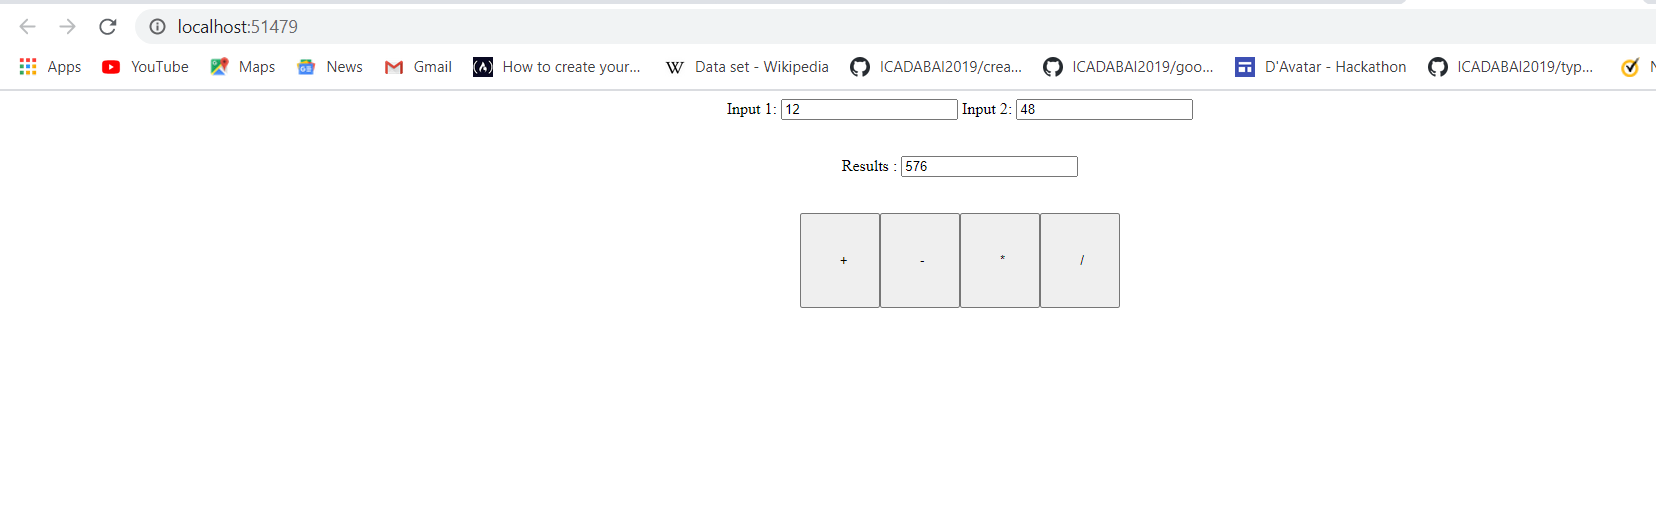 localhost:51479
Apps YouTube Maps News Gmail How to create your... W Data set - Wikipedia ICADABAI2019/crea... ICADABAI2019/goo... D'Avatar - Hackathon ICADABAI2019/typ...
Input 1: 12 Input 2: 48
Results : 576
+ - * /